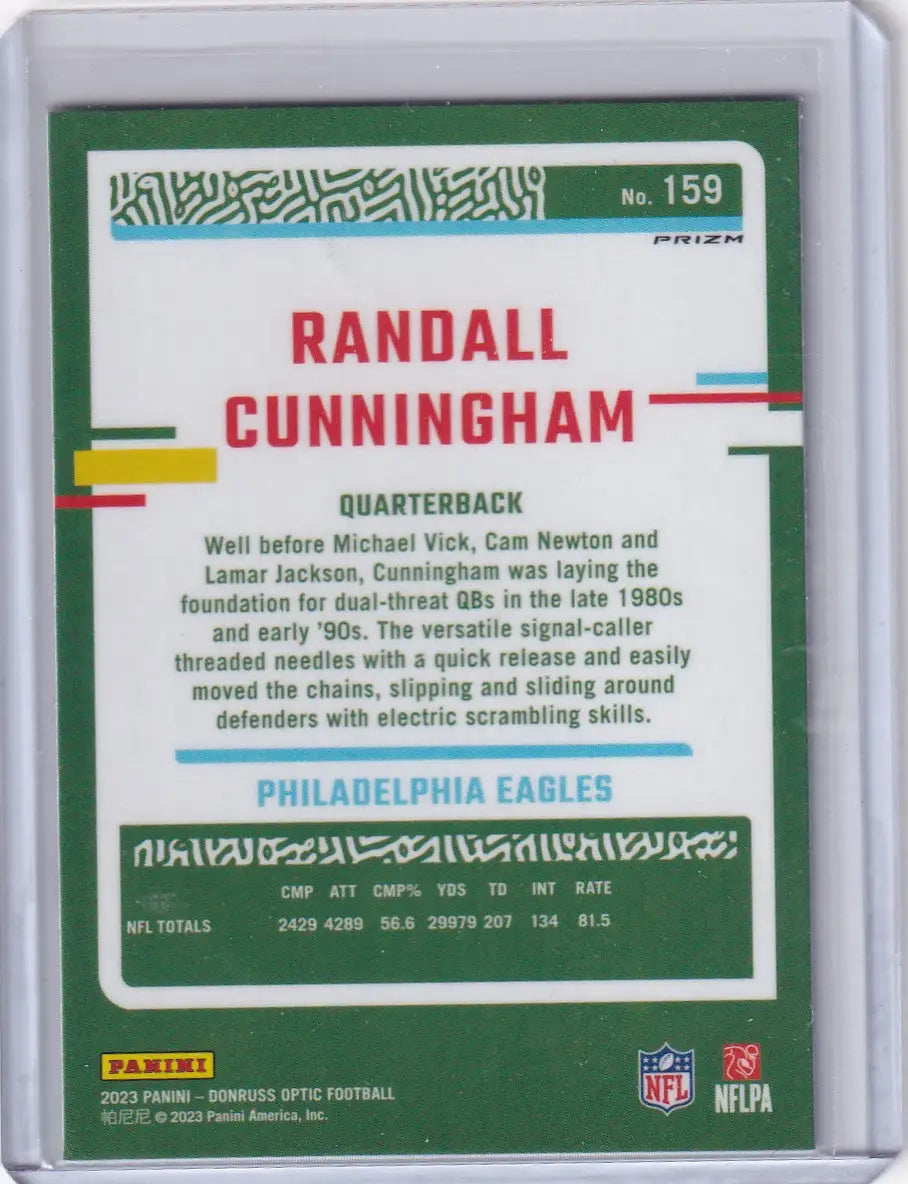 No. 159
PRIZM
RANDALL
CUNNINGHAM
QUARTERBACK
Well before Michael Vick, Cam Newton and
Lamar Jackson, Cunningham was laying the
foundation for dual-threat QBs in the late 1980s
and early '90s. The versatile signal-caller
threaded needles with a quick release and easily
moved the chains, slipping and sliding around
defenders with electric scrambling skills.
PHILADELPHIA EAGLES
CMP ATT CMP% YDS TD INT RATE
NFL TOTALS 2429 4289 56.6 29979 207 134 81.5
PANINI
2023 PANINI – DONRUSS OPTIC FOOTBALL
帕尼尼 © 2023 Panini America, Inc.
NFL
NFLPA